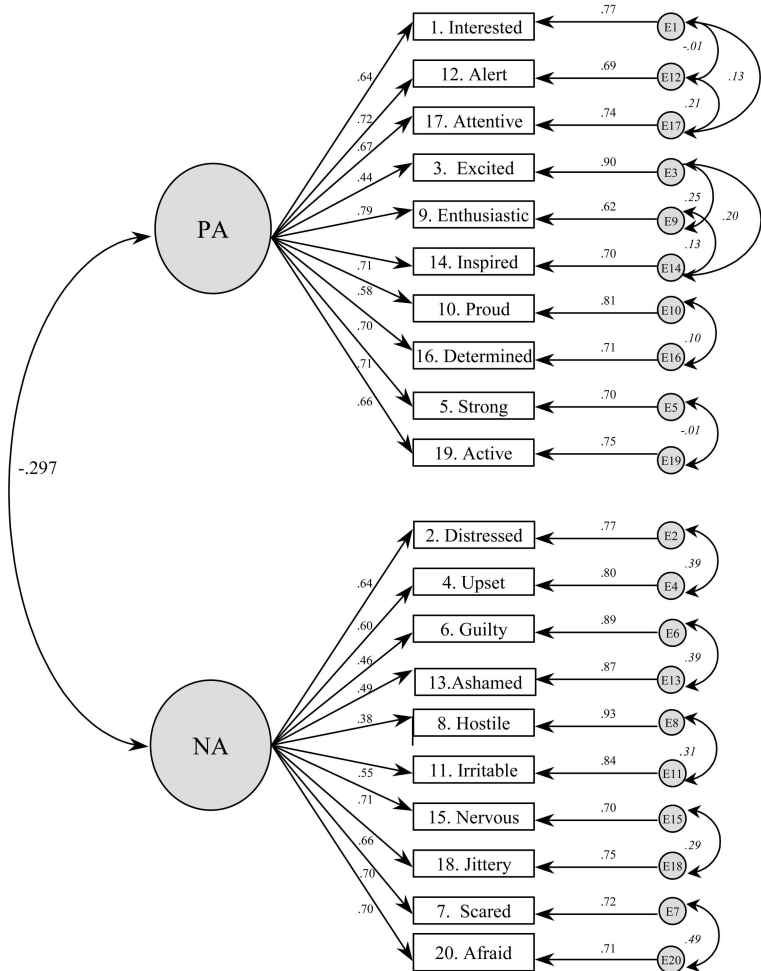 .77
1. Interested
E1
-.01
.69
12. Alert
E12
.13
.64
.21
.74
17. Attentive
E17
.72
.67
.90
3. Excited
E3
.44
.25
.20
.79
.62
9. Enthusiastic
E9
PA
.13
.71
.70
14. Inspired
E14
.58
.81
10. Proud
E10
.70
.10
.71
16. Determined
E16
.71
.70
5. Strong
E5
.66
-.01
.75
19. Active
E19
-.297
.77
2. Distressed
E2
.39
.80
4. Upset
E4
.64
.60
.89
6. Guilty
E6
.46
.39
.87
13.Ashamed
E13
.49
.38
.93
8. Hostile
E8
NA
.31
.84
11. Irritable
E11
.55
.71
.70
15. Nervous
E15
.66
.29
.75
18. Jittery
E18
.70
.72
7. Scared
E7
.70
.49
.71
20. Afraid
E20